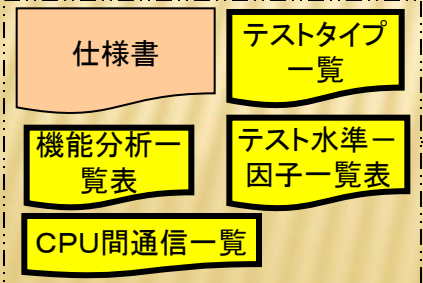 仕様書
テストタイプ
一覧
機能分析一
覧表
テスト水準－
因子一覧表
CPU間通信一覧